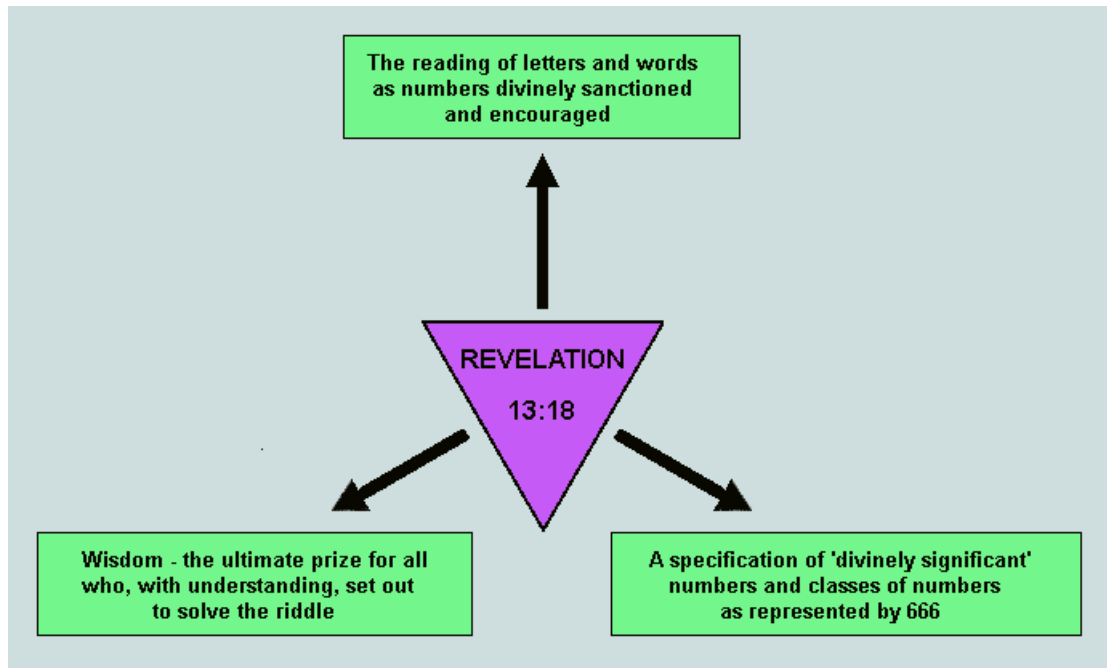 The reading of letters and words
as numbers divinely sanctioned
and encouraged
REVELATION
13:18
Wisdom - the ultimate prize for all
who, with understanding, set out
to solve the riddle
A specification of 'divinely significant'
numbers and classes of numbers
as represented by 666